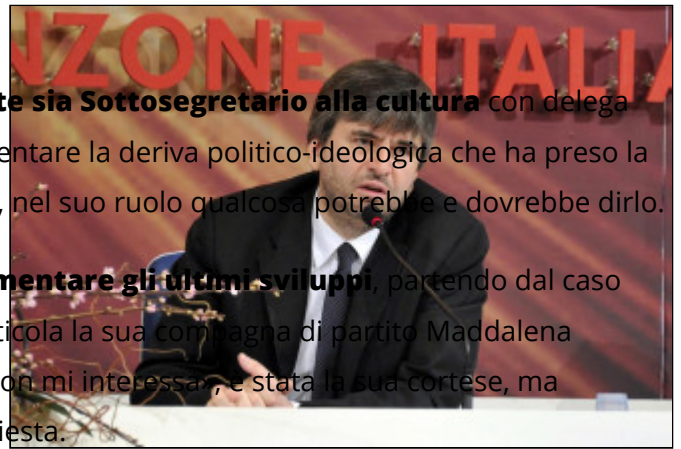 NZONE ITALIA
te sia Sottosegretario alla cultura con delega
entare la deriva politico-ideologica che ha preso la
, nel suo ruolo qualcosa potrebbe e dovrebbe dirlo.
mentare gli ultimi sviluppi, partendo dal caso
ticola la sua compagna di partito Maddalena
on mi interessa», è stata la sua cortese, ma
iesta.